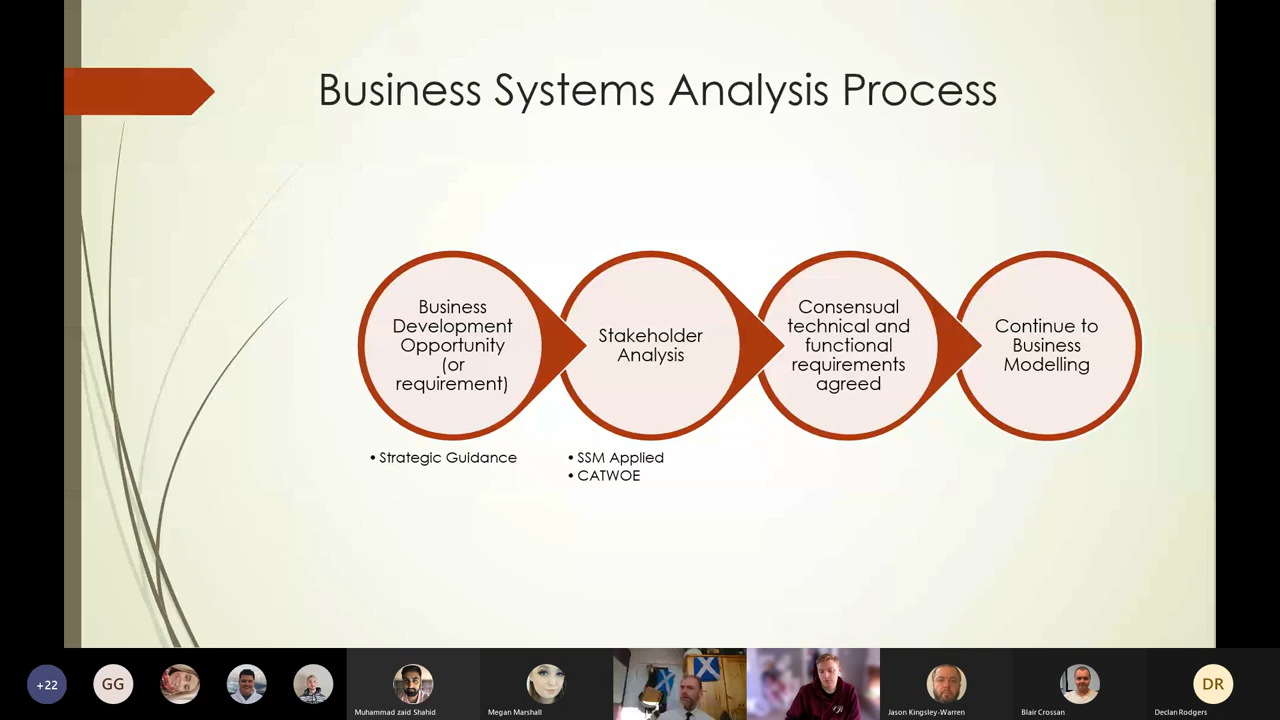 Business Systems Analysis Process
Business
Development
Opportunity
(or
requirement)
• Strategic Guidance
Stakeholder
Analysis
• SSM Applied
• CATWOE
Consensual
technical and
functional
requirements
agreed
Continue to
Business
Modelling
+22
GG
Muhammad zaid Shahid
Megan Marshall
Jason Kingsley-Warren
Blair Crossan
DR
Declan Rodgers